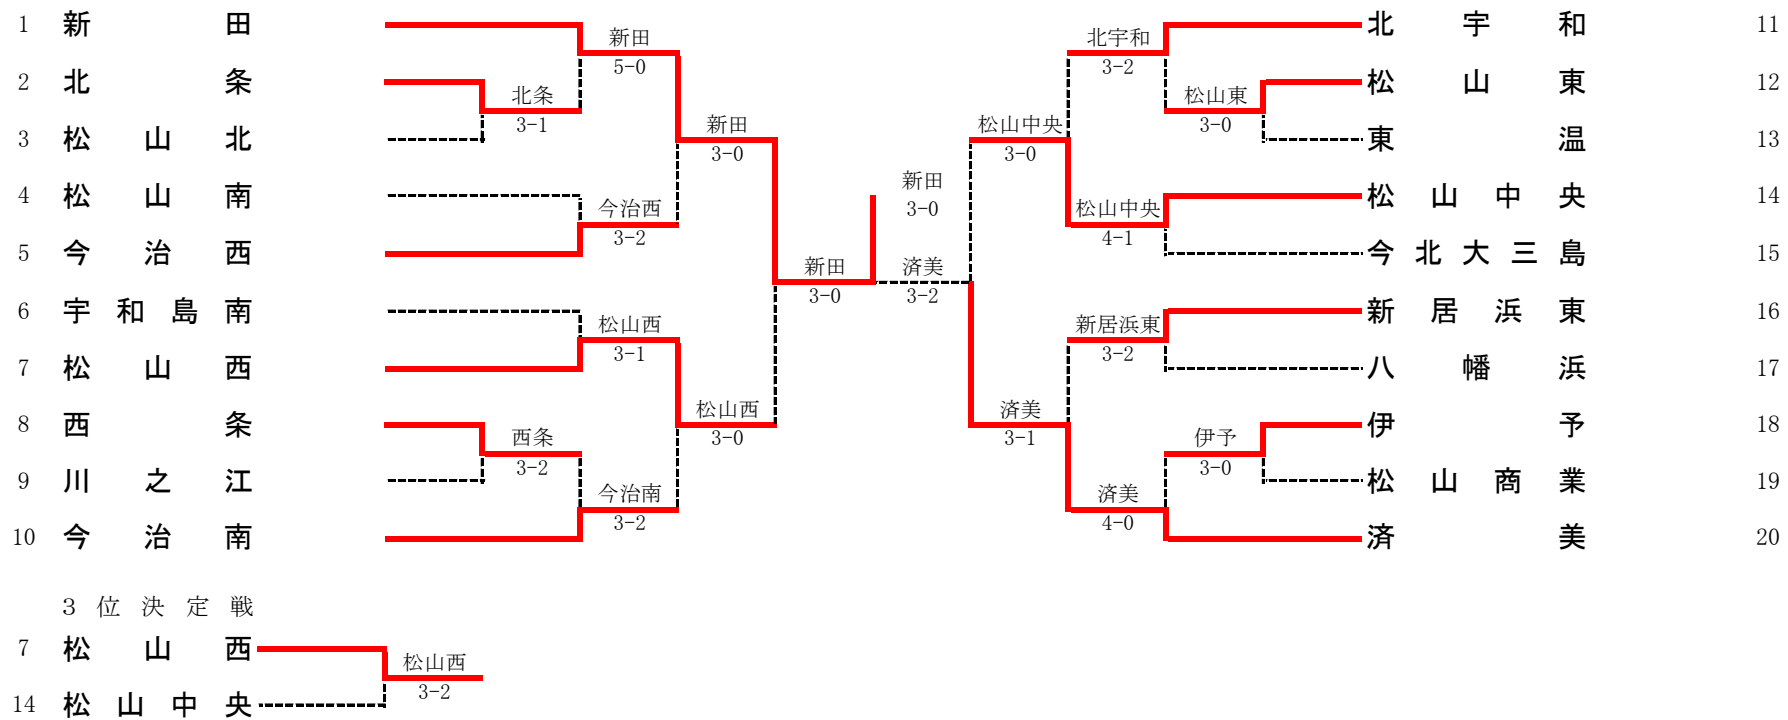 1 新田
2 北条
3 松山北
4 松山南
5 今治西
6 宇和島南
7 松山西
8 西条
9 川之江
10 今治南
北条
3-1
西条
3-2
新田
5-0
今治西
3-2
松山西
3-1
今治南
3-2
新田
3-0
松山西
3-0
新田
3-0
新田
3-0
済美
3-2
松山中央
3-0
済美
3-1
北宇和
3-2
松山中央
4-1
新居浜東
3-2
済美
4-0
松山東
3-0
伊予
3-0
北宇和 11
松山東 12
東温 13
松山中央 14
今北大三島 15
新居浜東 16
八幡浜 17
伊予 18
松山商業 19
済美 20
3位決定戦
7 松山西
14 松山中央
松山西
3-2